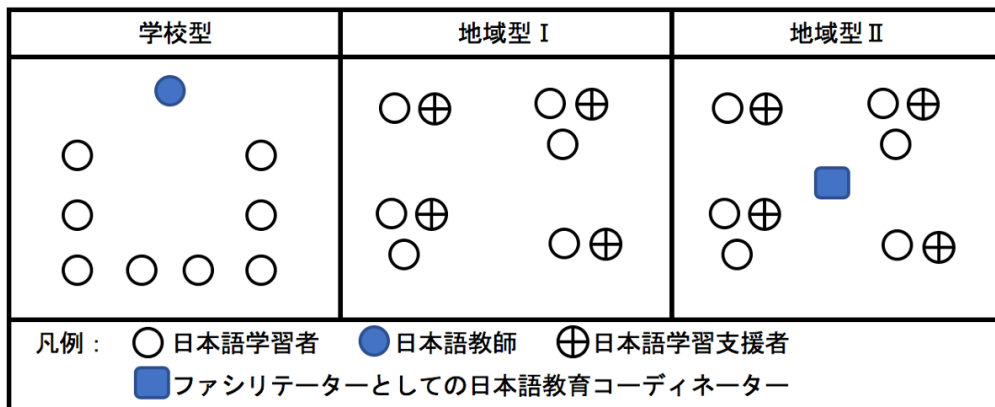 学校型
地域型Ⅰ
地域型Ⅱ
凡例： 日本語学習者 日本語教師 日本語学習支援者
ファシリテーターとしての日本語教育コーディネーター